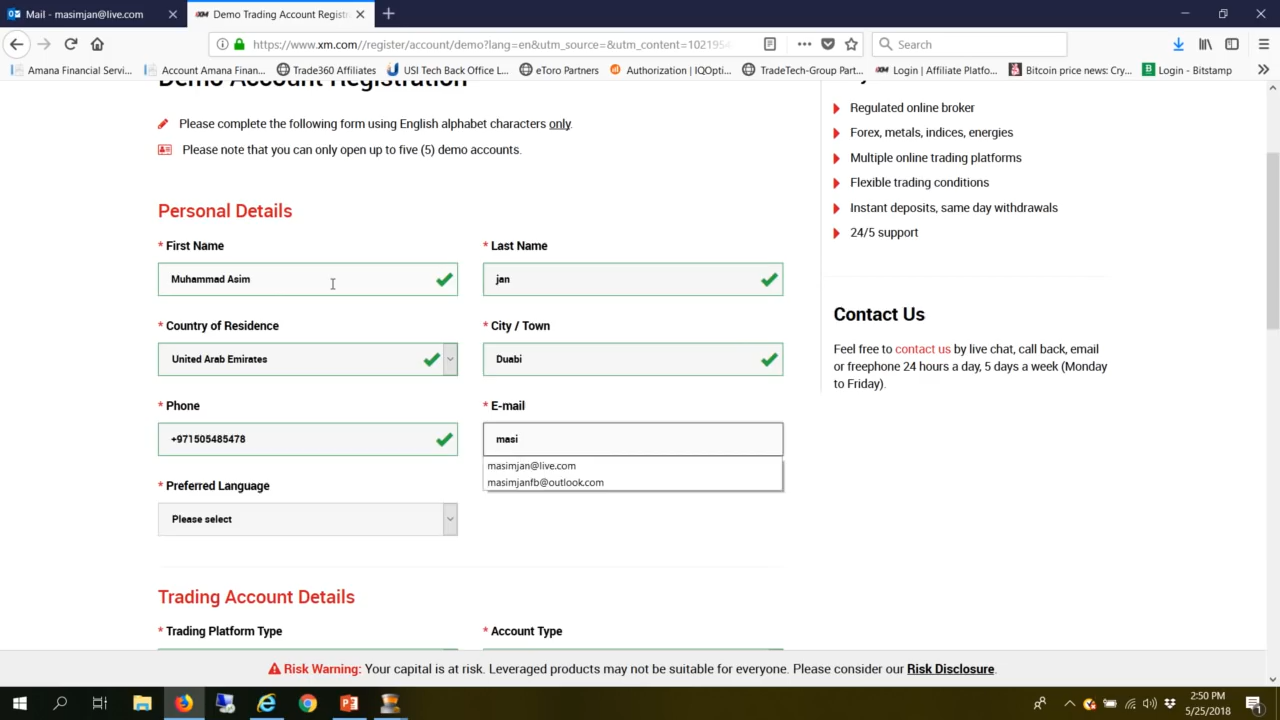 Mail - masimjan@live.com
Demo Trading Account Registr
https://www.xm.com/register/account/demo?lang=en&utm_source=&utm_content=102195
Search
Amana Financial Servi...
Account Amana Finan...
Trade360 Affiliates
USI Tech Back Office L...
eToro Partners
Authorization | IQOpti...
TradeTech-Group Part...
Login | Affiliate Platfo...
Bitcoin price news: Cry...
Login - Bitstamp
Demo Account Registration
Please complete the following form using English alphabet characters only.
Please note that you can only open up to five (5) demo accounts.
Personal Details
* First Name
* Last Name
Muhammad Asim
jan
* Country of Residence
* City / Town
United Arab Emirates
Duabi
* Phone
* E-mail
+971505485478
masi
masimjan@live.com
masimjanfb@outlook.com
* Preferred Language
Please select
Trading Account Details
* Trading Platform Type
* Account Type
Regulated online broker
Forex, metals, indices, energies
Multiple online trading platforms
Flexible trading conditions
Instant deposits, same day withdrawals
24/5 support
Contact Us
Feel free to contact us by live chat, call back, email
or freephone 24 hours a day, 5 days a week (Monday
to Friday).
Risk Warning: Your capital is at risk. Leveraged products may not be suitable for everyone. Please consider our Risk Disclosure.
2:50 PM
5/25/2018